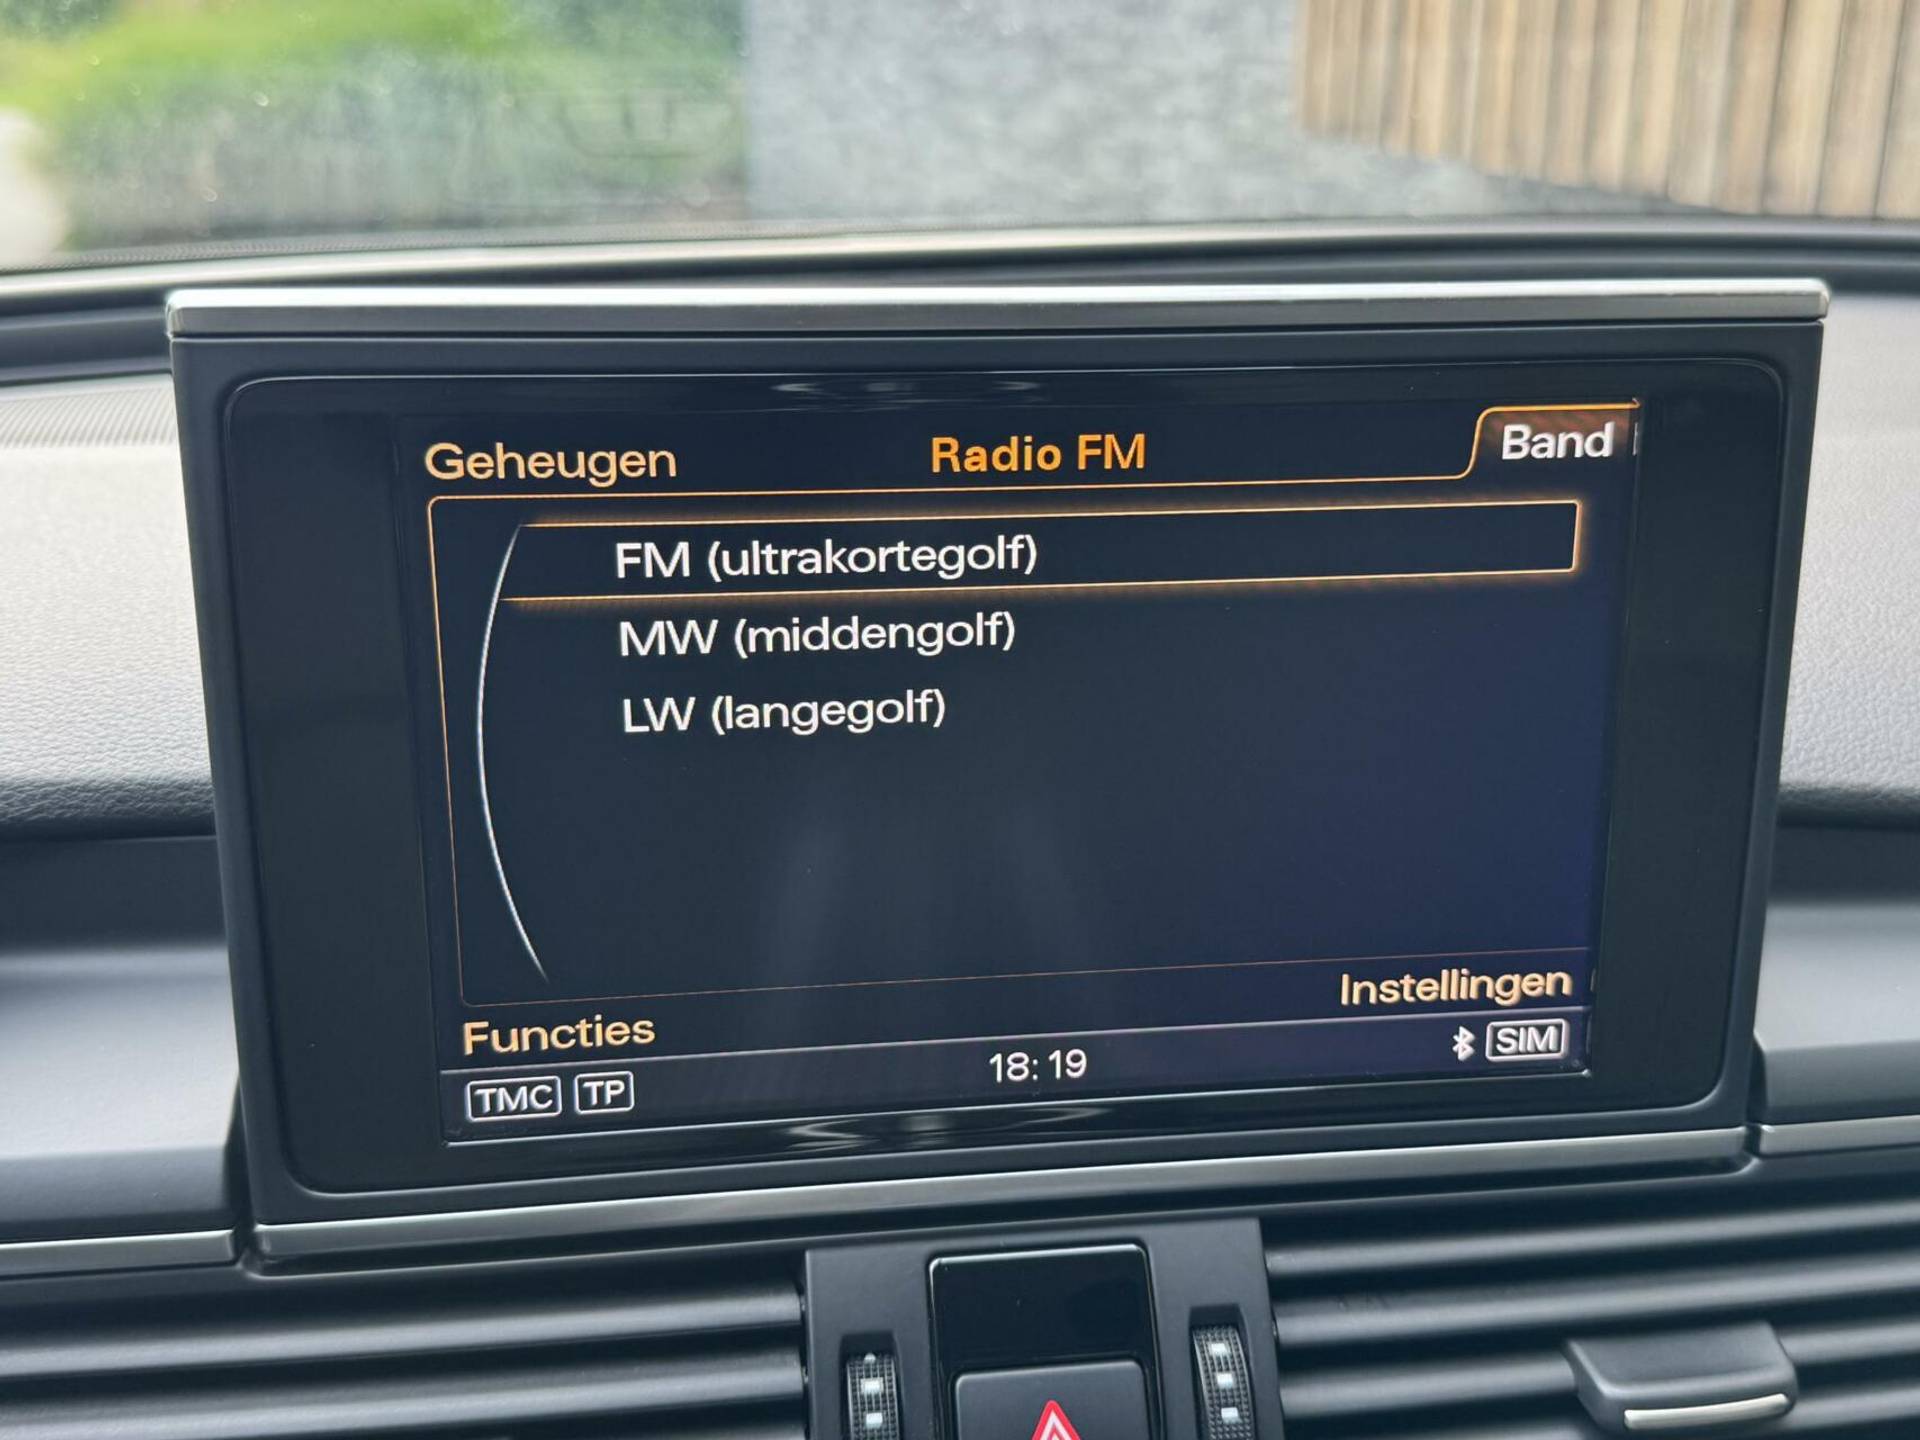 Geheugen Radio FM Band
FM (ultrakortegolf)
MW (middengolf)
LW (langegolf)
Instellingen
Functies
TMC TP 18:19 SIM